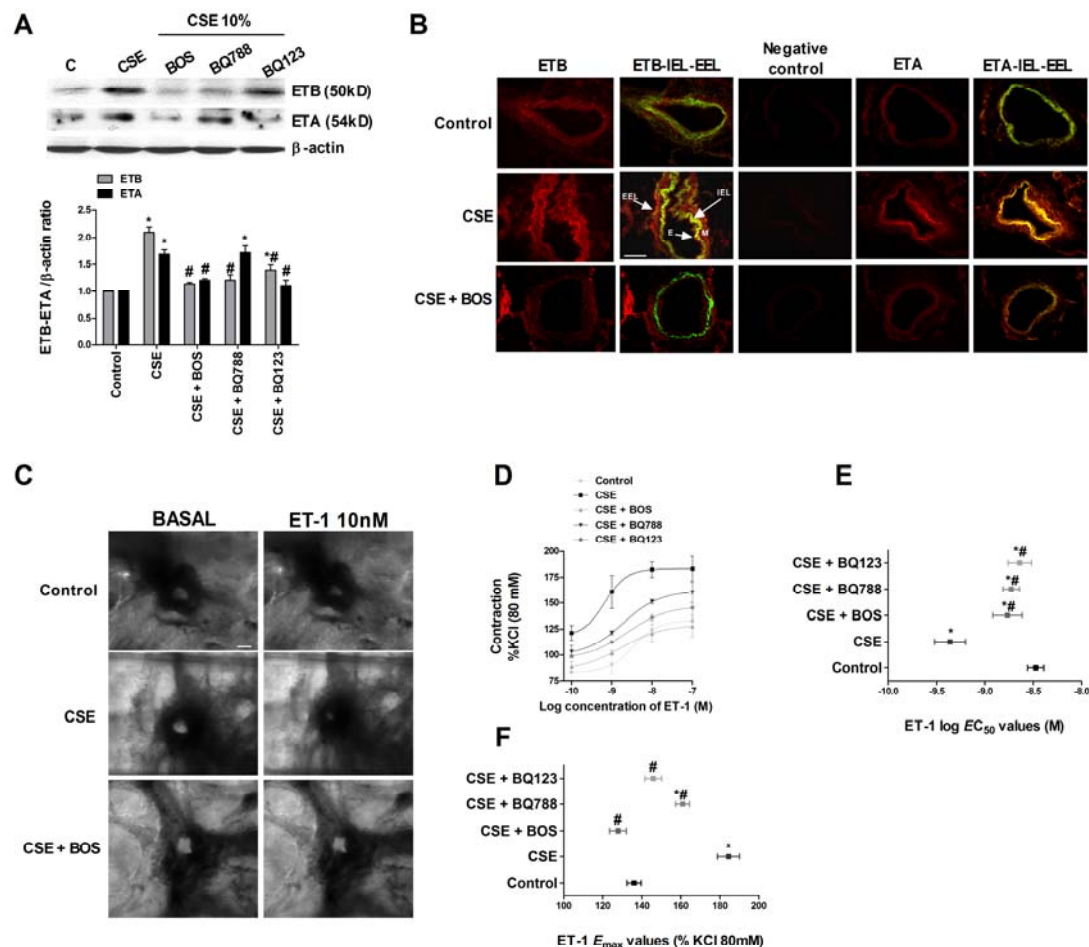 A
CSE 10%
C CSE BOS BQ788 BQ123
ETB (50kD)
ETA (54kD)
β-actin
ETB
ETA
ETB-ETA /β-actin ratio
2.5
2.0
1.5
1.0
0.5
0.0
* * # # # * *# #
Control
CSE
CSE + BOS
CSE + BQ788
CSE + BQ123
B
ETB ETB-IEL-EEL Negative control ETA ETA-IEL-EEL
Control
CSE
EEL IEL
E M
CSE + BOS
C
BASAL ET-1 10nM
Control
CSE
CSE + BOS
D
Control
CSE
CSE + BOS
CSE + BQ788
CSE + BQ123
Contraction
%KCl (80 mM)
200
175
150
125
100
75
-10 -9 -8 -7
Log concentration of ET-1 (M)
E
CSE + BQ123 *#
CSE + BQ788 *#
CSE + BOS *#
CSE *
Control
-10.0 -9.5 -9.0 -8.5 -8.0
ET-1 log EC50 values (M)
F
CSE + BQ123 #
CSE + BQ788 *#
CSE + BOS #
CSE *
Control
100 120 140 160 180 200
ET-1 Emax values (% KCl 80mM)